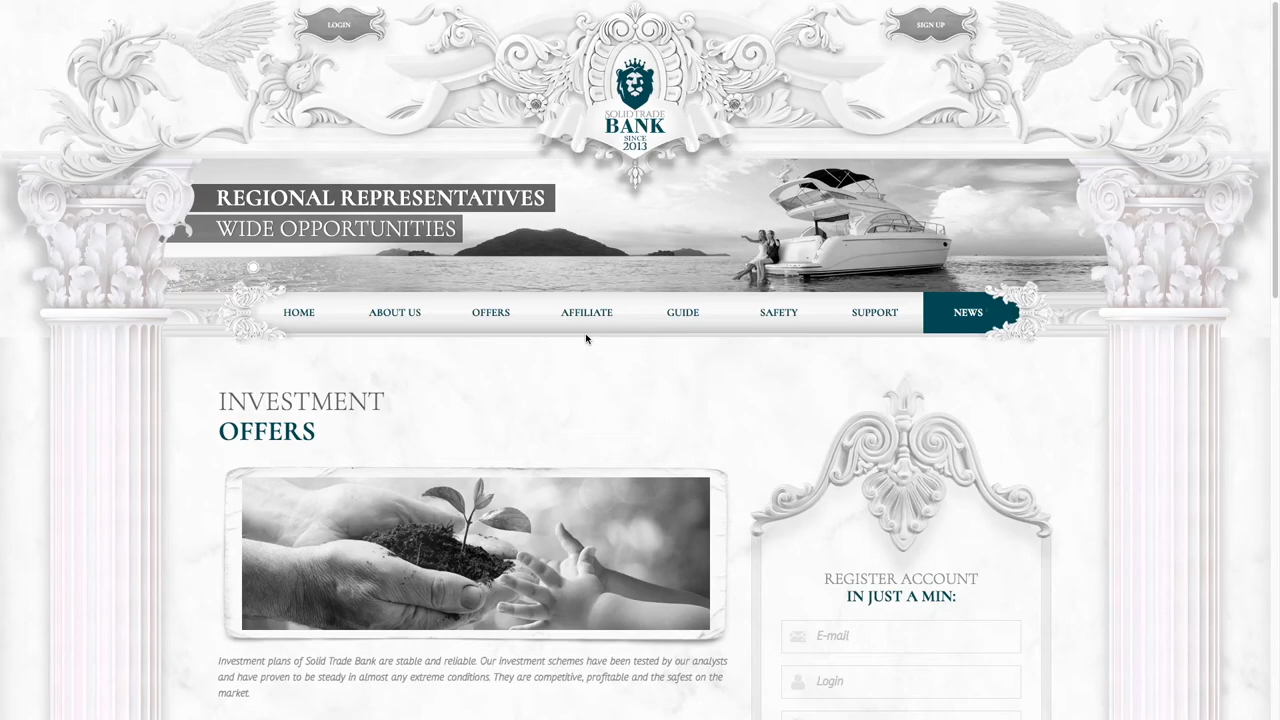 LOGIN
SIGN UP
SOLID TRADE
BANK
SINCE
2013
REGIONAL REPRESENTATIVES
WIDE OPPORTUNITIES
HOME
ABOUT US
OFFERS
AFFILIATE
GUIDE
SAFETY
SUPPORT
NEWS
INVESTMENT
OFFERS
Investment plans of Solid Trade Bank are stable and reliable. Our investment schemes have been tested by our analysts
and have proven to be steady in almost any extreme conditions. They are competitive, profitable and the safest on the
market.
REGISTER ACCOUNT
IN JUST A MIN:
E-mail
Login